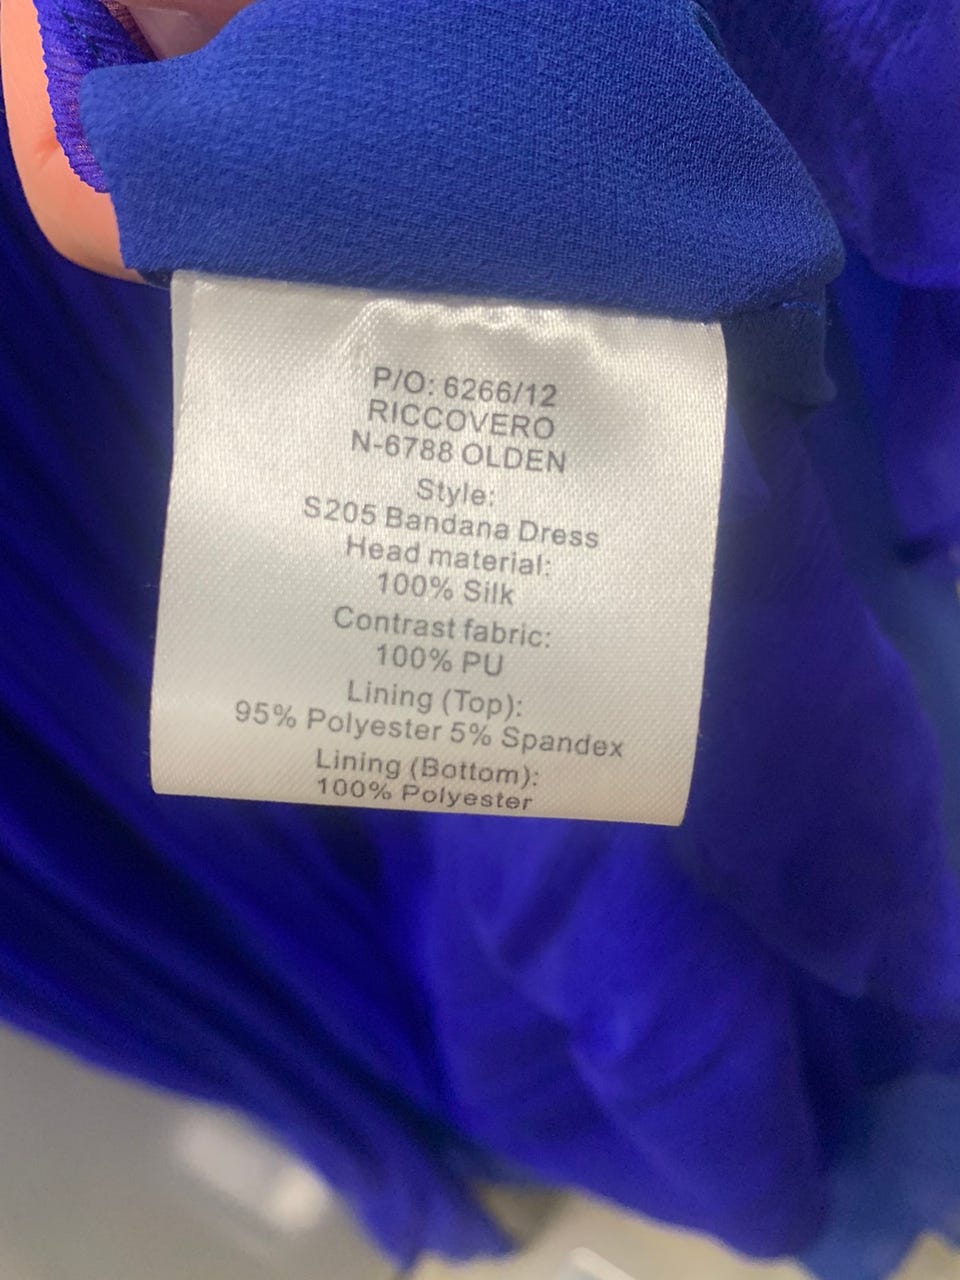 P/O: 6266/12
RICCOVERO
N-6788 OLDEN
Style:
S205 Bandana Dress
Head material:
100% Silk
Contrast fabric:
100% PU
Lining (Top):
95% Polyester 5% Spandex
Lining (Bottom):
100% Polyester